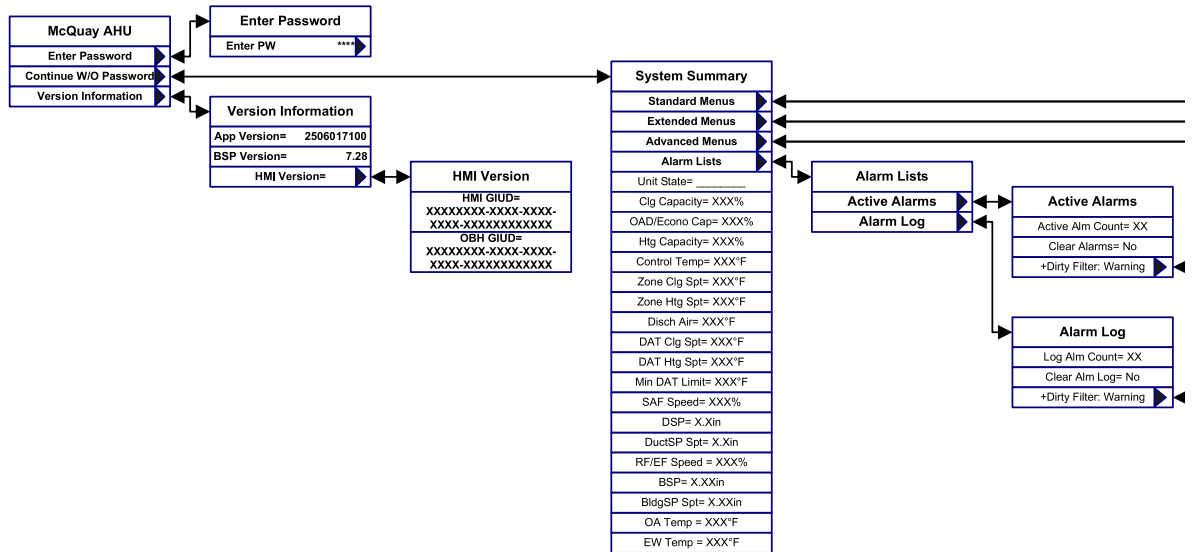 McQuay AHU
Enter Password
Continue W/O Password
Version Information
Enter Password
Enter PW ****
Version Information
App Version= 2506017100
BSP Version= 7.28
HMI Version=
HMI Version
HMI GIUD=
XXXXXXXX-XXXX-XXXX-
XXXX-XXXXXXXXXXXX
OBH GIUD=
XXXXXXXX-XXXX-XXXX-
XXXX-XXXXXXXXXXXX
System Summary
Standard Menus
Extended Menus
Advanced Menus
Alarm Lists
Unit State= ________
Clg Capacity= XXX%
OAD/Econo Cap= XXX%
Htg Capacity= XXX%
Control Temp= XXX°F
Zone Clg Spt= XXX°F
Zone Htg Spt= XXX°F
Disch Air= XXX°F
DAT Clg Spt= XXX°F
DAT Htg Spt= XXX°F
Min DAT Limit= XXX°F
SAF Speed= XXX%
DSP= X.Xin
DuctSP Spt= X.Xin
RF/EF Speed = XXX%
BSP= X.XXin
BldgSP Spt= X.XXin
OA Temp = XXX°F
EW Temp = XXX°F
Alarm Lists
Active Alarms
Alarm Log
Active Alarms
Active Alm Count= XX
Clear Alarms= No
+Dirty Filter: Warning
Alarm Log
Log Alm Count= XX
Clear Alm Log= No
+Dirty Filter: Warning